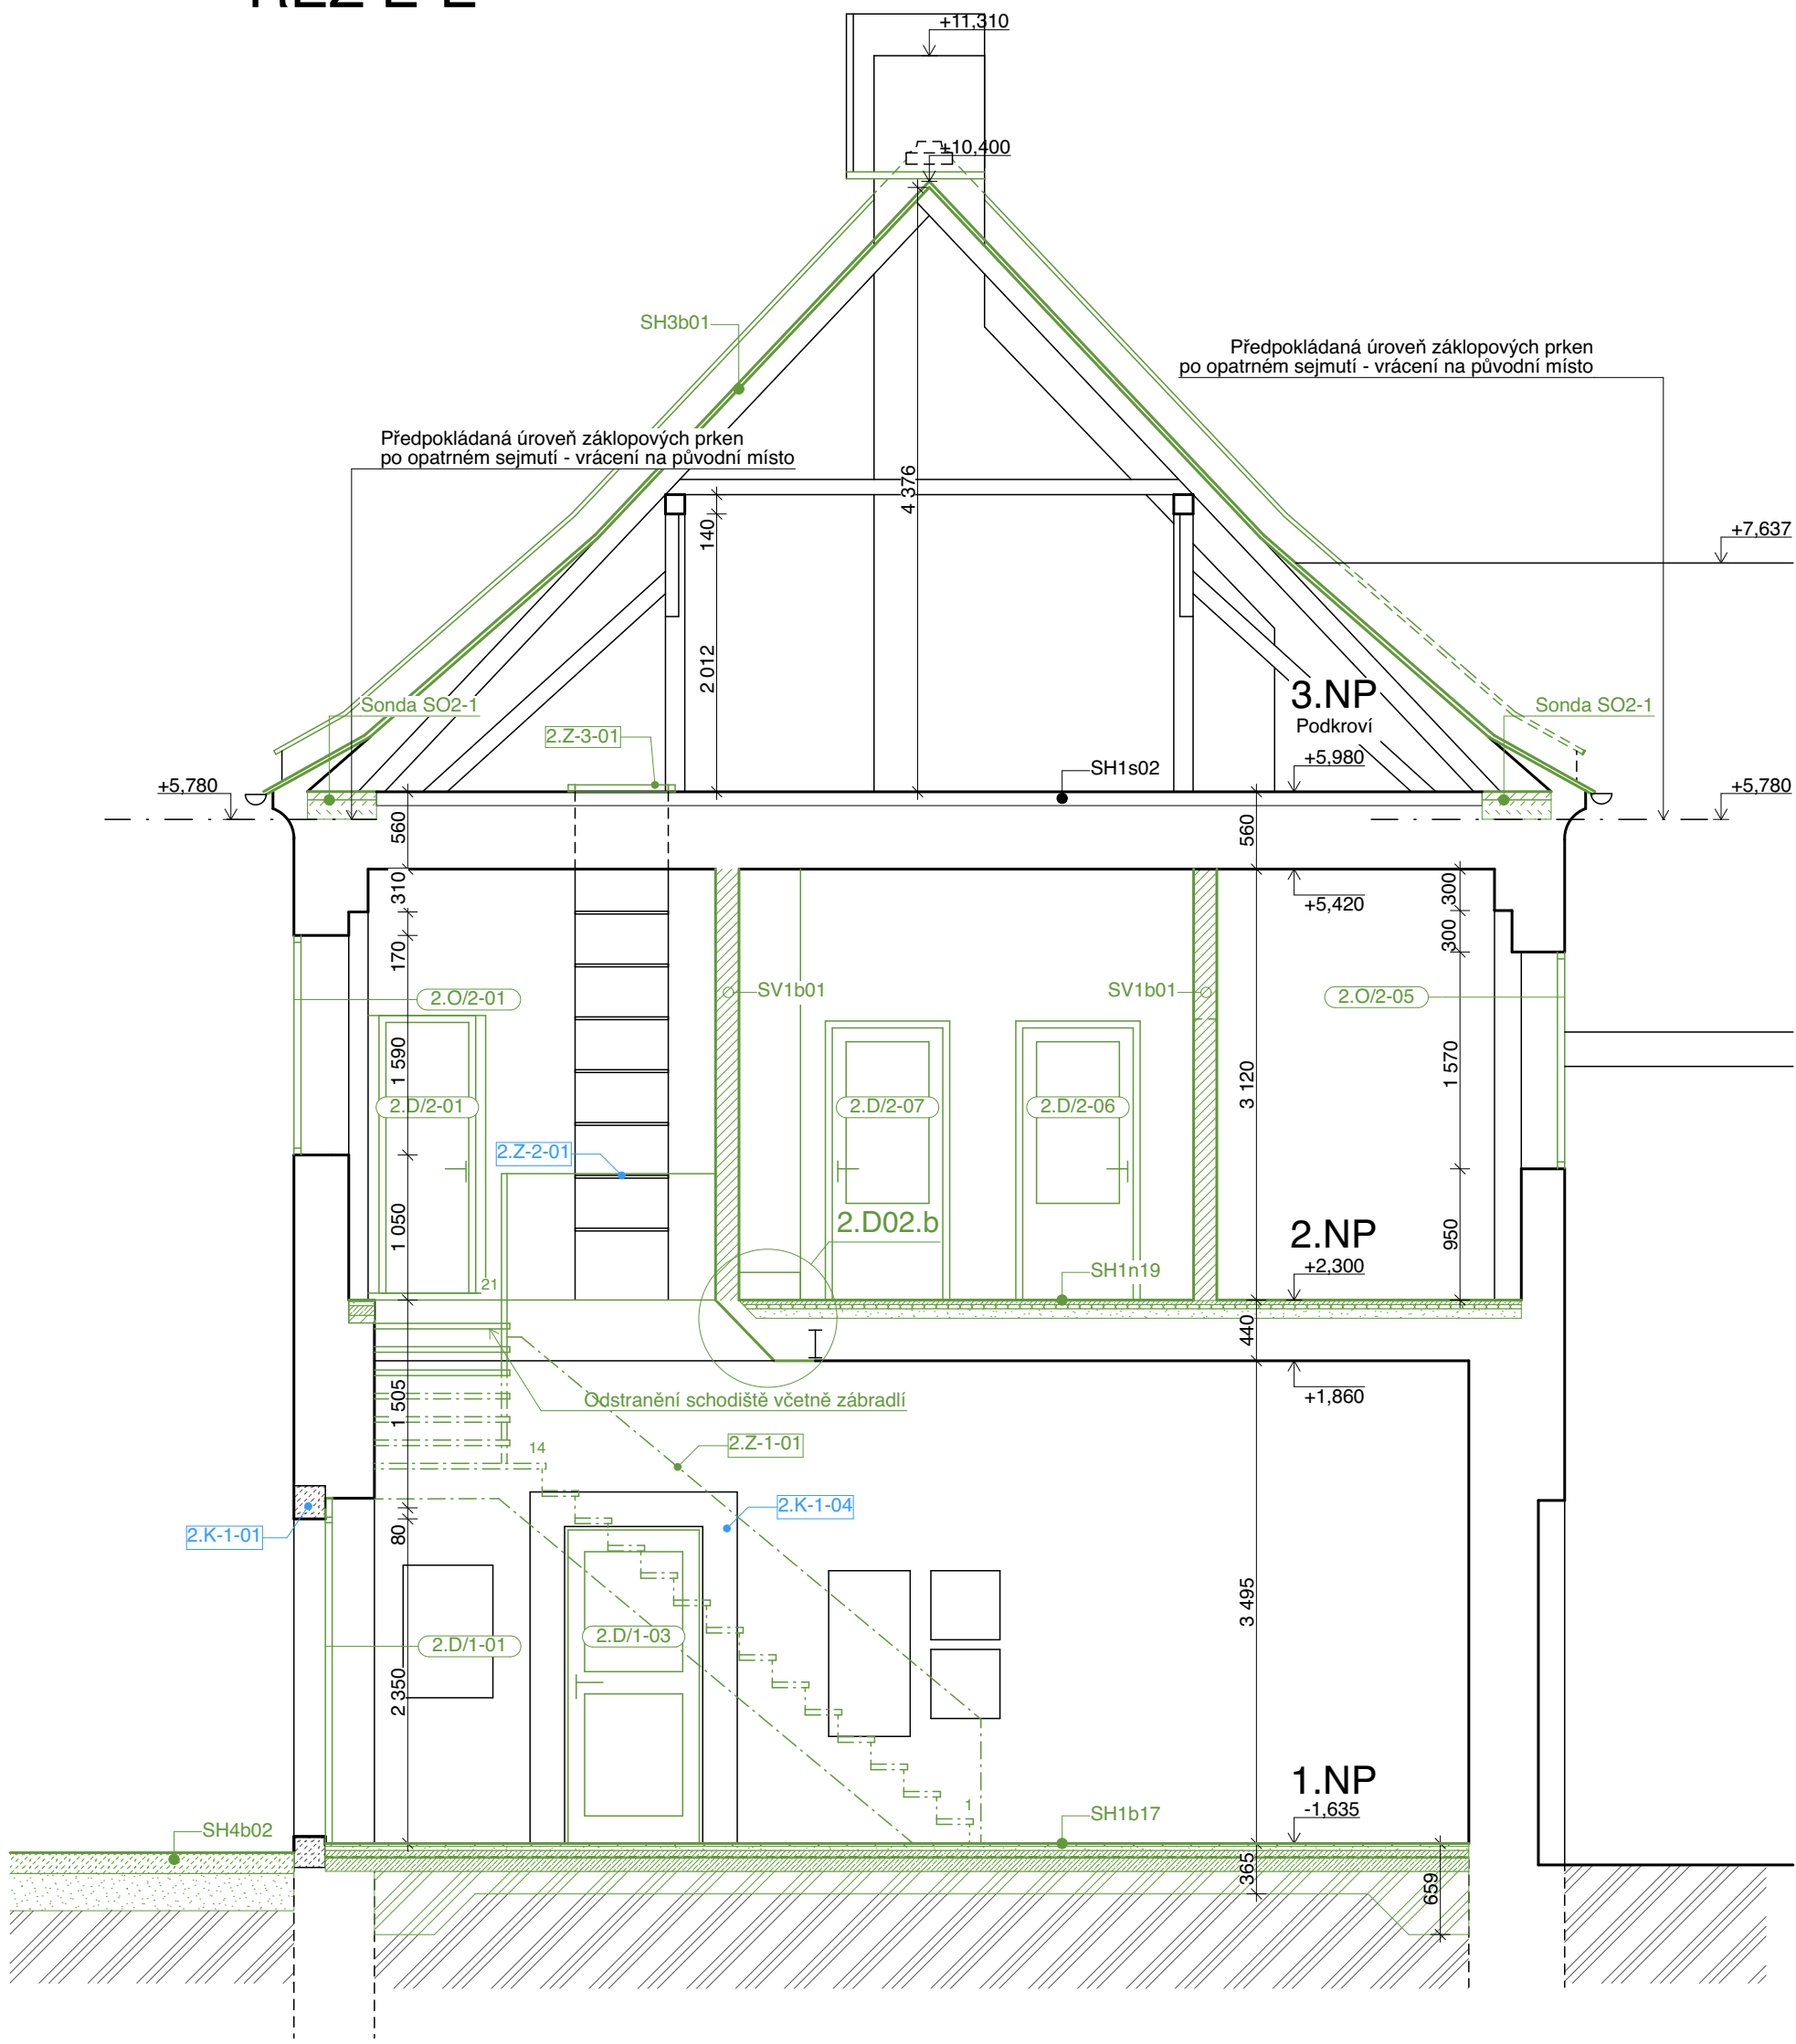 +11,310
+10,400
SH3b01
Předpokládaná úroveň záklopových prken
po opatrném sejmutí - vrácení na původní místo
Předpokládaná úroveň záklopových prken
po opatrném sejmutí - vrácení na původní místo
4 376
140
+7,637
2 012
3.NP
Podkroví
Sonda SO2-1
Sonda SO2-1
2.Z-3-01
+5,980
SH1s02
+5,780
+5,780
560
560
310
+5,420
300
170
300
SV1b01
SV1b01
2.O/2-01
2.O/2-05
1 590
3 120
1 570
2.D/2-01
2.D/2-07
2.D/2-06
2.Z-2-01
1 050
2.D02.b
2.NP
950
+2,300
SH1n19
21
440
+1,860
1 505
Odstranění schodiště včetně zábradlí
2.Z-1-01
14
2.K-1-04
2.K-1-01
80
3 495
2.D/1-01
2.D/1-03
2 350
1.NP
-1,635
1
SH1b17
SH4b02
365
659